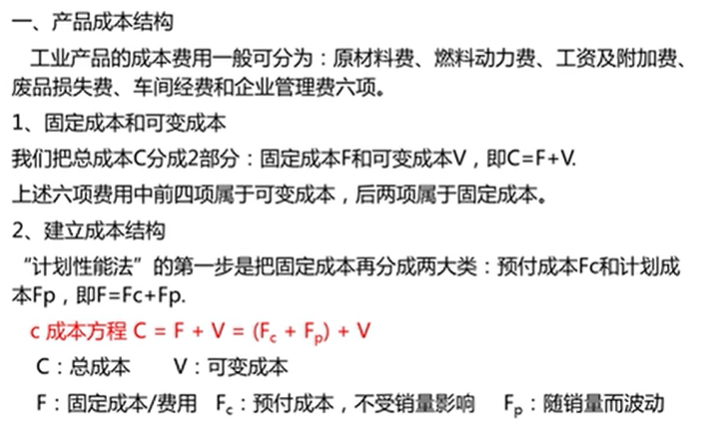 一、产品成本结构
工业产品的成本费用一般可分为：原材料费、燃料动力费、工资及附加费、
废品损失费、车间经费和企业管理费六项。
1、固定成本和可变成本
我们把总成本C分成2部分：固定成本F和可变成本V，即C=F+V.
上述六项费用中前四项属于可变成本，后两项属于固定成本。
2、建立成本结构
“计划性能法”的第一步是把固定成本再分成两大类：预付成本Fc和计划成
本Fp，即F=Fc+Fp.
c 成本方程 C = F + V = (Fc + Fp) + V
C：总成本 V：可变成本
F：固定成本/费用 Fc：预付成本，不受销量影响 Fp：随销量而波动